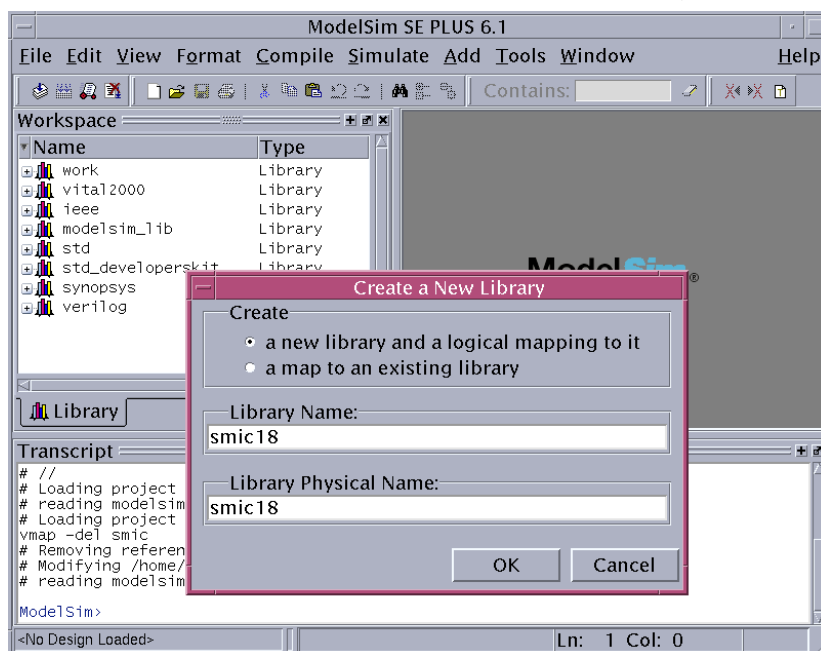 ModelSim SE PLUS 6.1
File Edit View Format Compile Simulate Add Tools Window Help
Contains:
Workspace
Name Type
work Library
vital2000 Library
ieee Library
modelsim_lib Library
std Library
std_developerskit Library
synopsys
verilog
ModelSim®
Library
Create a New Library
Create
a new library and a logical mapping to it
a map to an existing library
Library Name:
smic18
Library Physical Name:
smic18
OK Cancel
Transcript
# //
# Loading project
# reading modelsim
# Loading project
vmap -del smic
# Removing referen
# Modifying /home/
# reading modelsim
ModelSim>
<No Design Loaded> Ln: 1 Col: 0